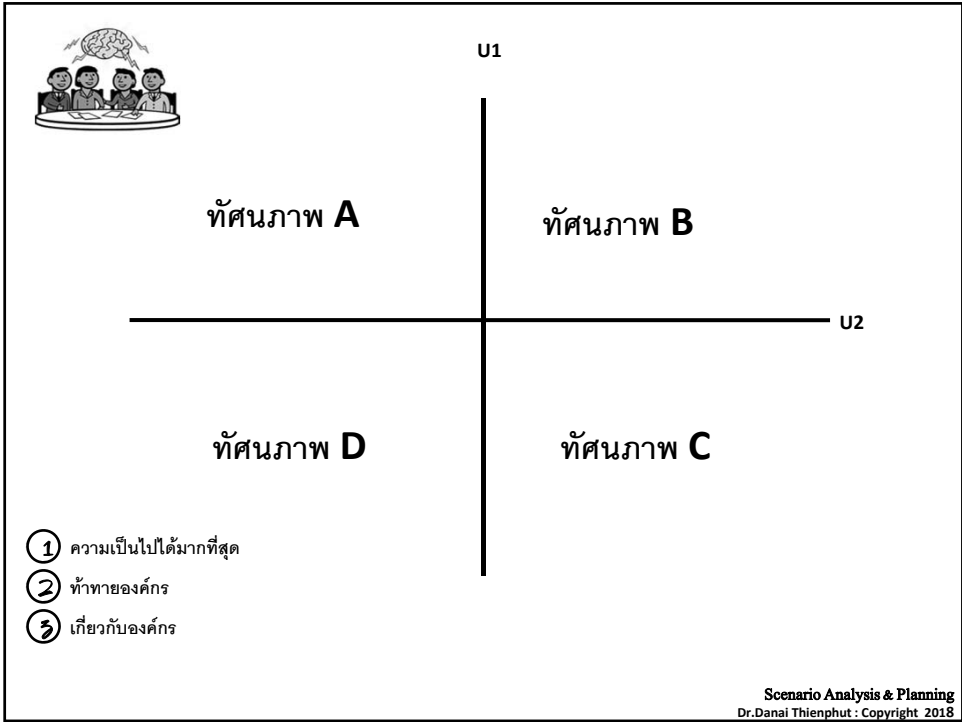 U1
ทัศนภาพ A
ทัศนภาพ B
U2
ทัศนภาพ D
ทัศนภาพ C
1 ความเป็นไปได้มากที่สุด
2 ท้าทายองค์กร
3 เกี่ยวกับองค์กร
Scenario Analysis & Planning
Dr.Danai Thienphut : Copyright 2018